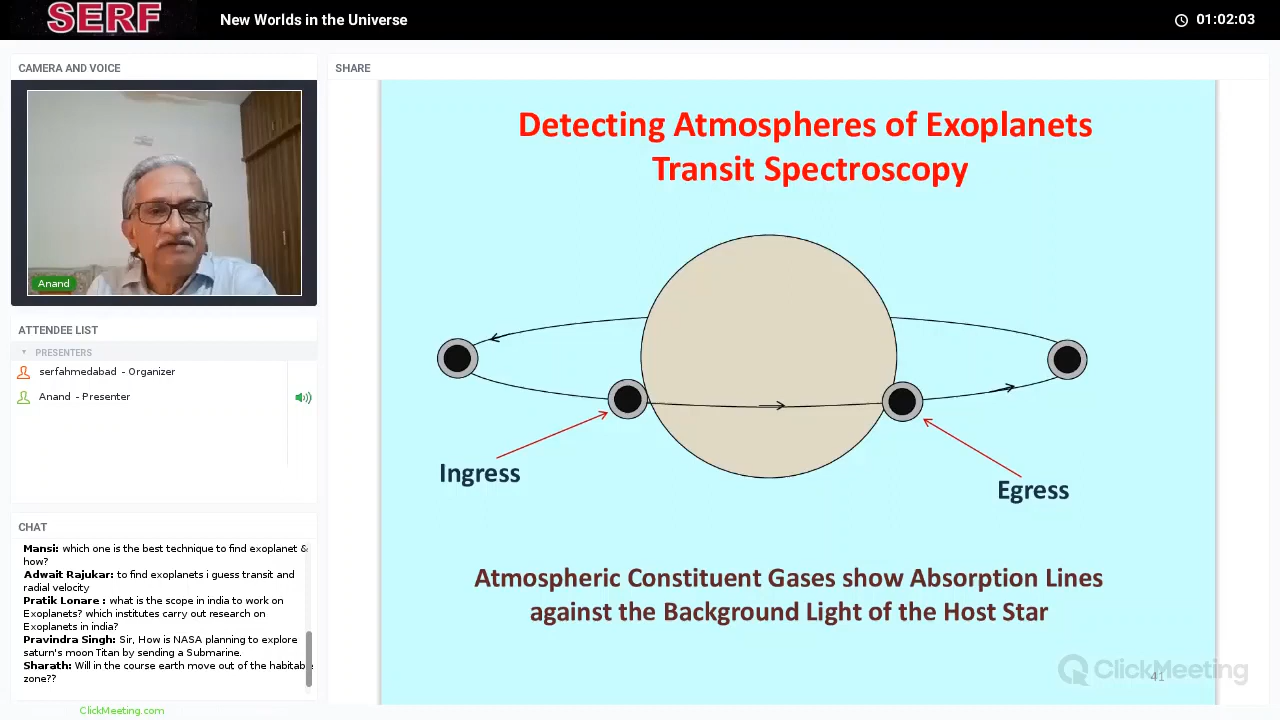 SERF
New Worlds in the Universe
01:02:03
CAMERA AND VOICE
Anand
ATTENDEE LIST
PRESENTERS
serfahmedabad - Organizer
Anand - Presenter
CHAT
Mansi: which one is the best technique to find exoplanet &
how?
Adwait Rajukar: to find exoplanets i guess transit and
radial velocity
Pratik Lonare : what is the scope in india to work on
Exoplanets? which institutes carry out research on
Exoplanets in india?
Pravindra Singh: Sir, How is NASA planning to explore
saturn's moon Titan by sending a Submarine.
Sharath: Will in the course earth move out of the habitable
zone??
ClickMeeting.com
SHARE
Detecting Atmospheres of Exoplanets
Transit Spectroscopy
Ingress
Egress
Atmospheric Constituent Gases show Absorption Lines
against the Background Light of the Host Star
ClickMeeting
41